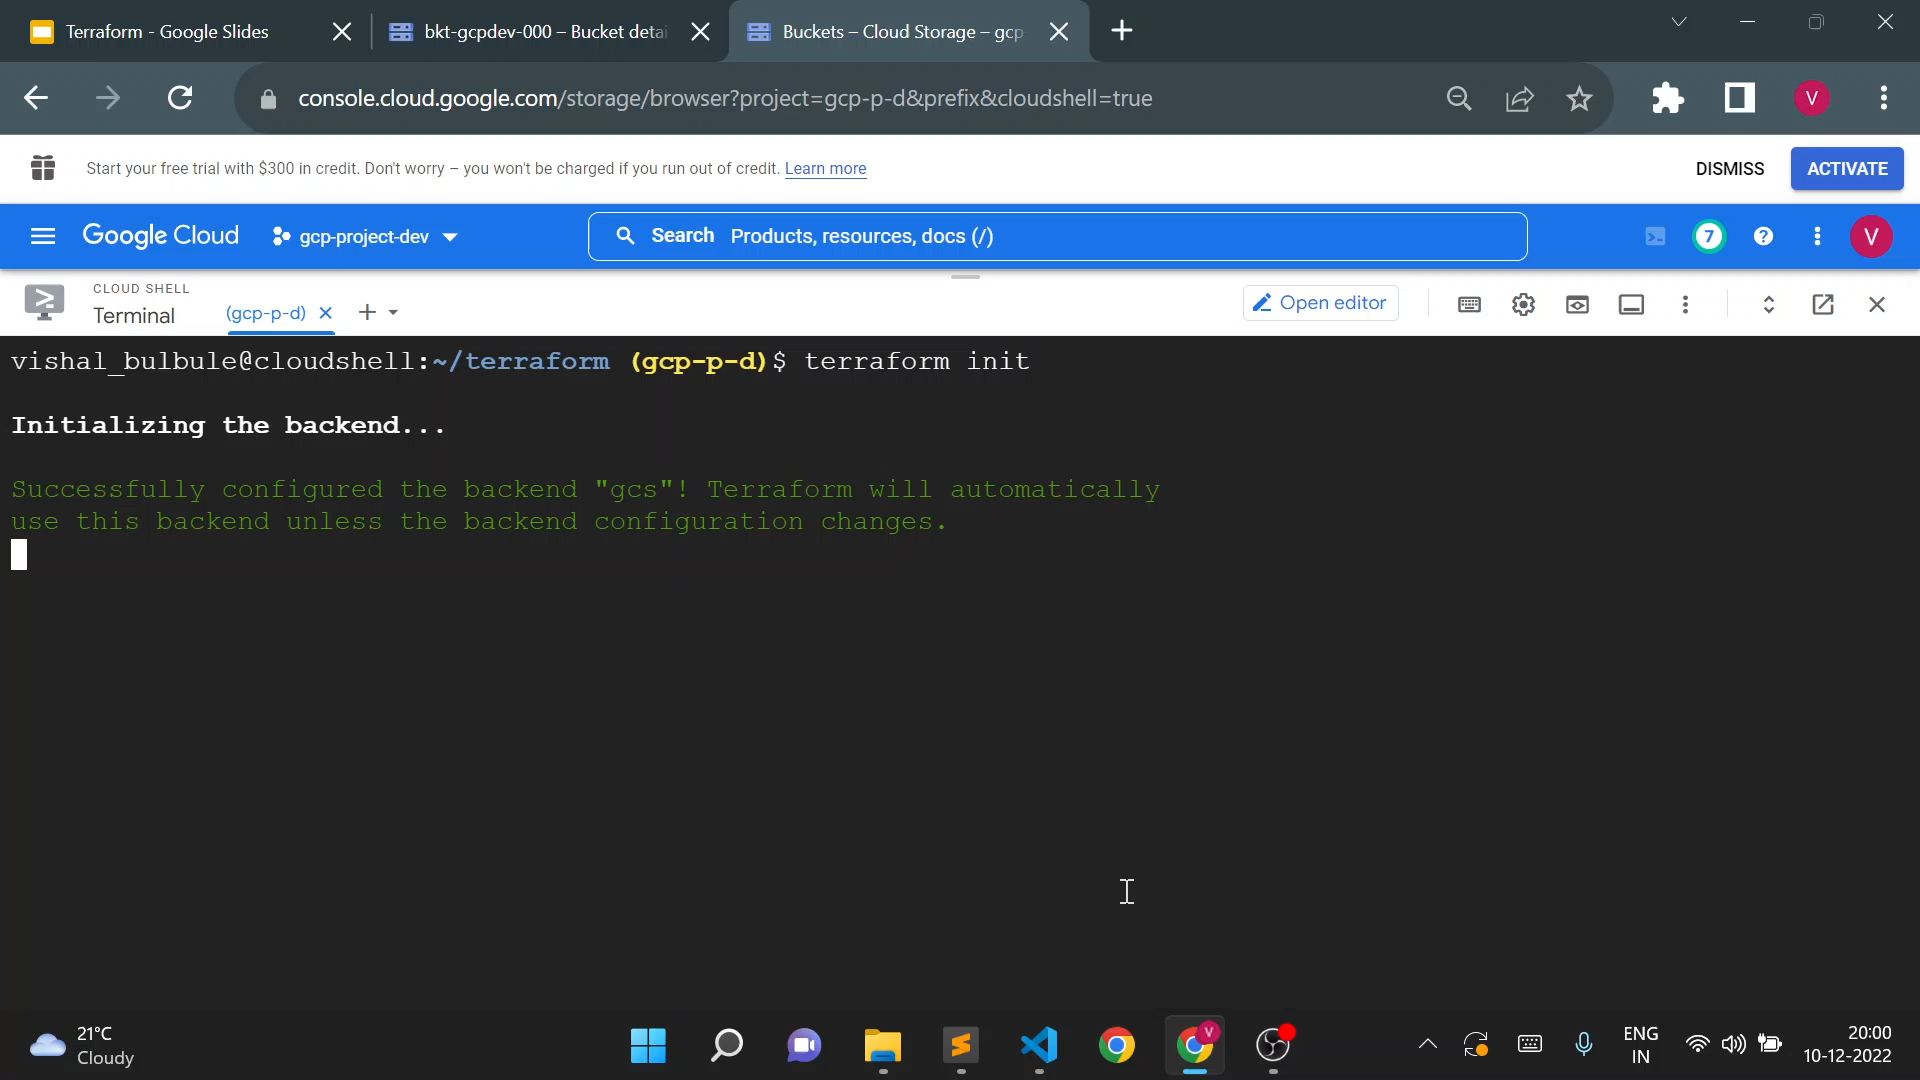 Terraform - Google Slides
bkt-gcpdev-000 – Bucket detai
Buckets – Cloud Storage – gcp
console.cloud.google.com/storage/browser?project=gcp-p-d&prefix&cloudshell=true
V
Start your free trial with $300 in credit. Don't worry – you won't be charged if you run out of credit. Learn more
DISMISS
ACTIVATE
Google Cloud
gcp-project-dev
Search Products, resources, docs (/)
7
?
V
CLOUD SHELL
Terminal
(gcp-p-d)
Open editor
vishal_bulbule@cloudshell:~/terraform (gcp-p-d)$ terraform init
Initializing the backend...
Successfully configured the backend "gcs"! Terraform will automatically
use this backend unless the backend configuration changes.
21°C
Cloudy
V
ENG
IN
20:00
10-12-2022